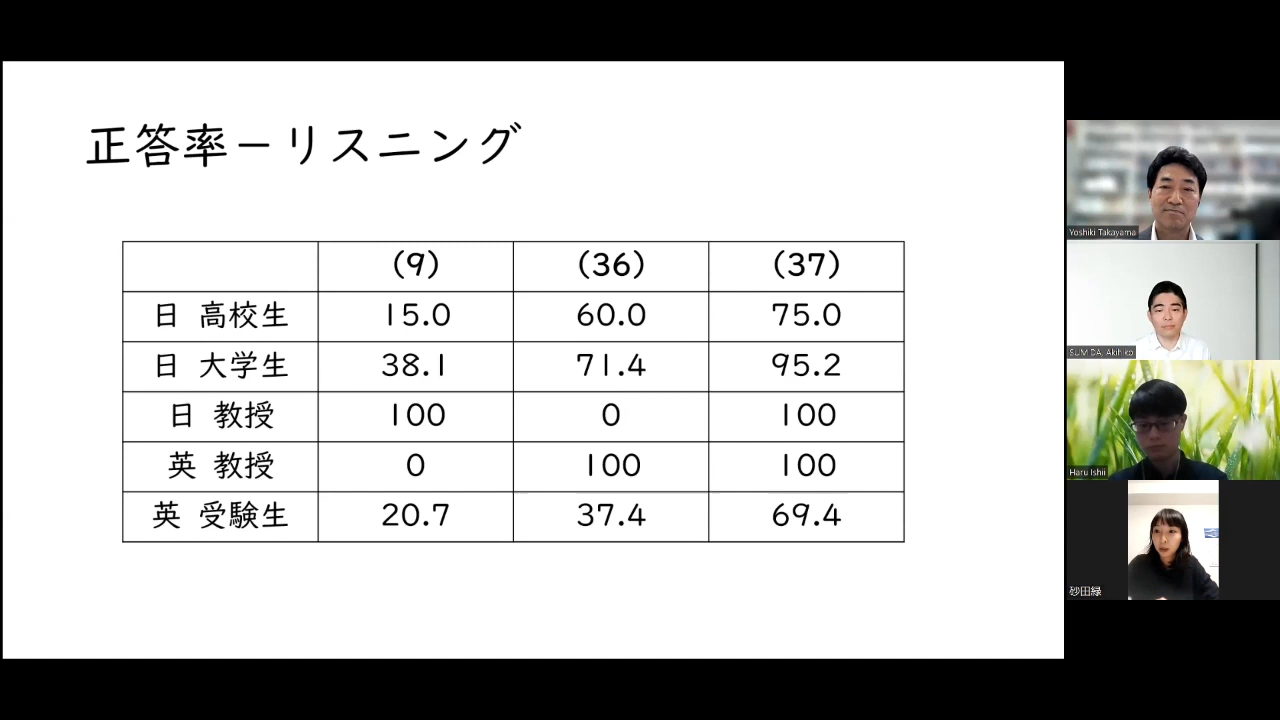 正答率－リスニング
(9) (36) (37)
日 高校生 15.0 60.0 75.0
日 大学生 38.1 71.4 95.2
日 教授 100 0 100
英 教授 0 100 100
英 受験生 20.7 37.4 69.4
Yoshiki Takayama
SUMIDA, Akihiko
Haru Ishii
砂田緑